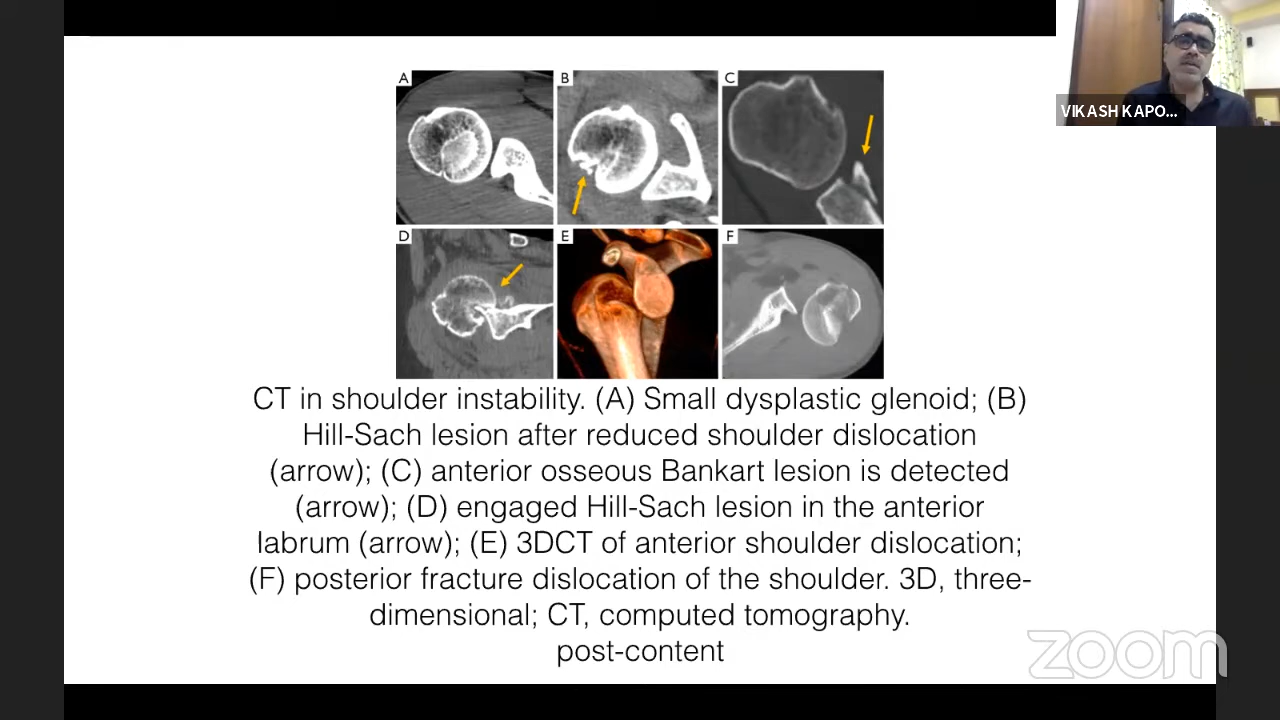 A
B
C
VIKASH KAPO...
D
E
F
CT in shoulder instability. (A) Small dysplastic glenoid; (B)
Hill-Sach lesion after reduced shoulder dislocation
(arrow); (C) anterior osseous Bankart lesion is detected
(arrow); (D) engaged Hill-Sach lesion in the anterior
labrum (arrow); (E) 3DCT of anterior shoulder dislocation;
(F) posterior fracture dislocation of the shoulder. 3D, three-
dimensional; CT, computed tomography.
post-content
zoom